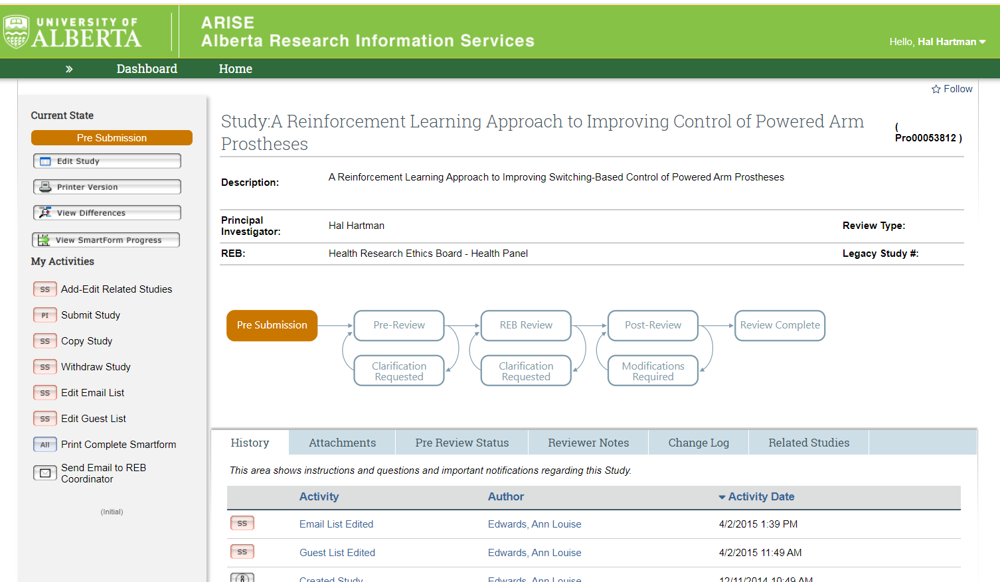 UNIVERSITY OF
ALBERTA
ARISE
Alberta Research Information Services
Hello, Hal Hartman
» Dashboard Home
Follow
Current State
Pre Submission
Edit Study
Printer Version
View Differences
View SmartForm Progress
My Activities
SS Add-Edit Related Studies
PI Submit Study
SS Copy Study
SS Withdraw Study
SS Edit Email List
SS Edit Guest List
All Print Complete Smartform
Send Email to REB
Coordinator
(Initial)
Study:A Reinforcement Learning Approach to Improving Control of Powered Arm
Prostheses
(
Pro00053812 )
Description: A Reinforcement Learning Approach to Improving Switching-Based Control of Powered Arm Prostheses
Principal
Investigator: Hal Hartman Review Type:
REB: Health Research Ethics Board - Health Panel Legacy Study #:
Pre Submission Pre-Review REB Review Post-Review Review Complete
Clarification
Requested
Clarification
Requested
Modifications
Required
History Attachments Pre Review Status Reviewer Notes Change Log Related Studies
This area shows instructions and questions and important notifications regarding this Study.
Activity Author Activity Date
SS Email List Edited Edwards, Ann Louise 4/2/2015 1:39 PM
SS Guest List Edited Edwards, Ann Louise 4/2/2015 11:49 AM
Created Study Edwards, Ann Louise 12/11/2014 10:49 AM